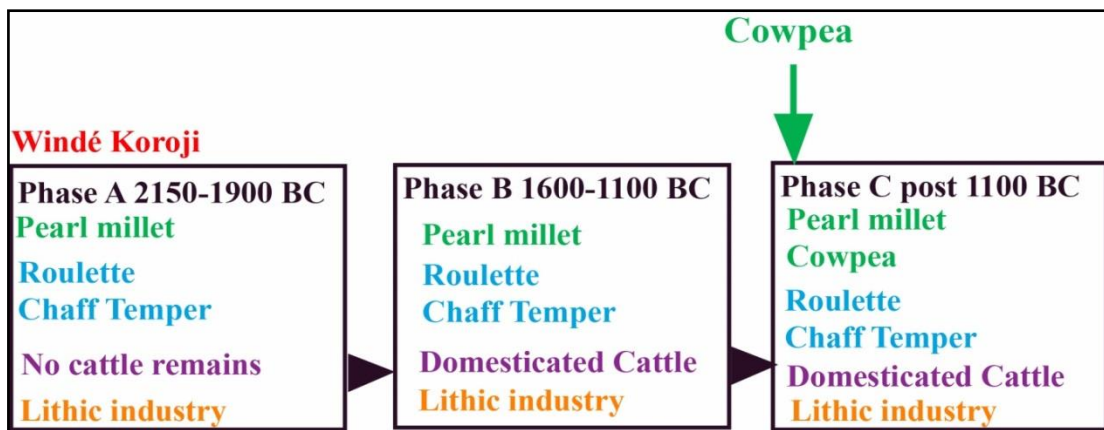 Cowpea
Windé Koroji
Phase A 2150-1900 BC
Pearl millet
Roulette
Chaff Temper
No cattle remains
Lithic industry
Phase B 1600-1100 BC
Pearl millet
Roulette
Chaff Temper
Domesticated Cattle
Lithic industry
Phase C post 1100 BC
Pearl millet
Cowpea
Roulette
Chaff Temper
Domesticated Cattle
Lithic industry